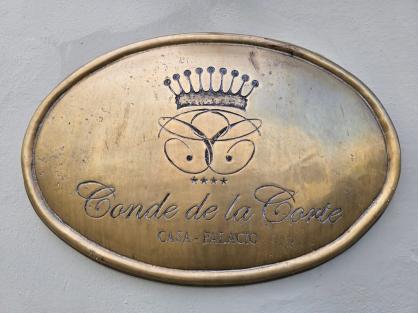 Conde de la Corte
CASA - PALACIO